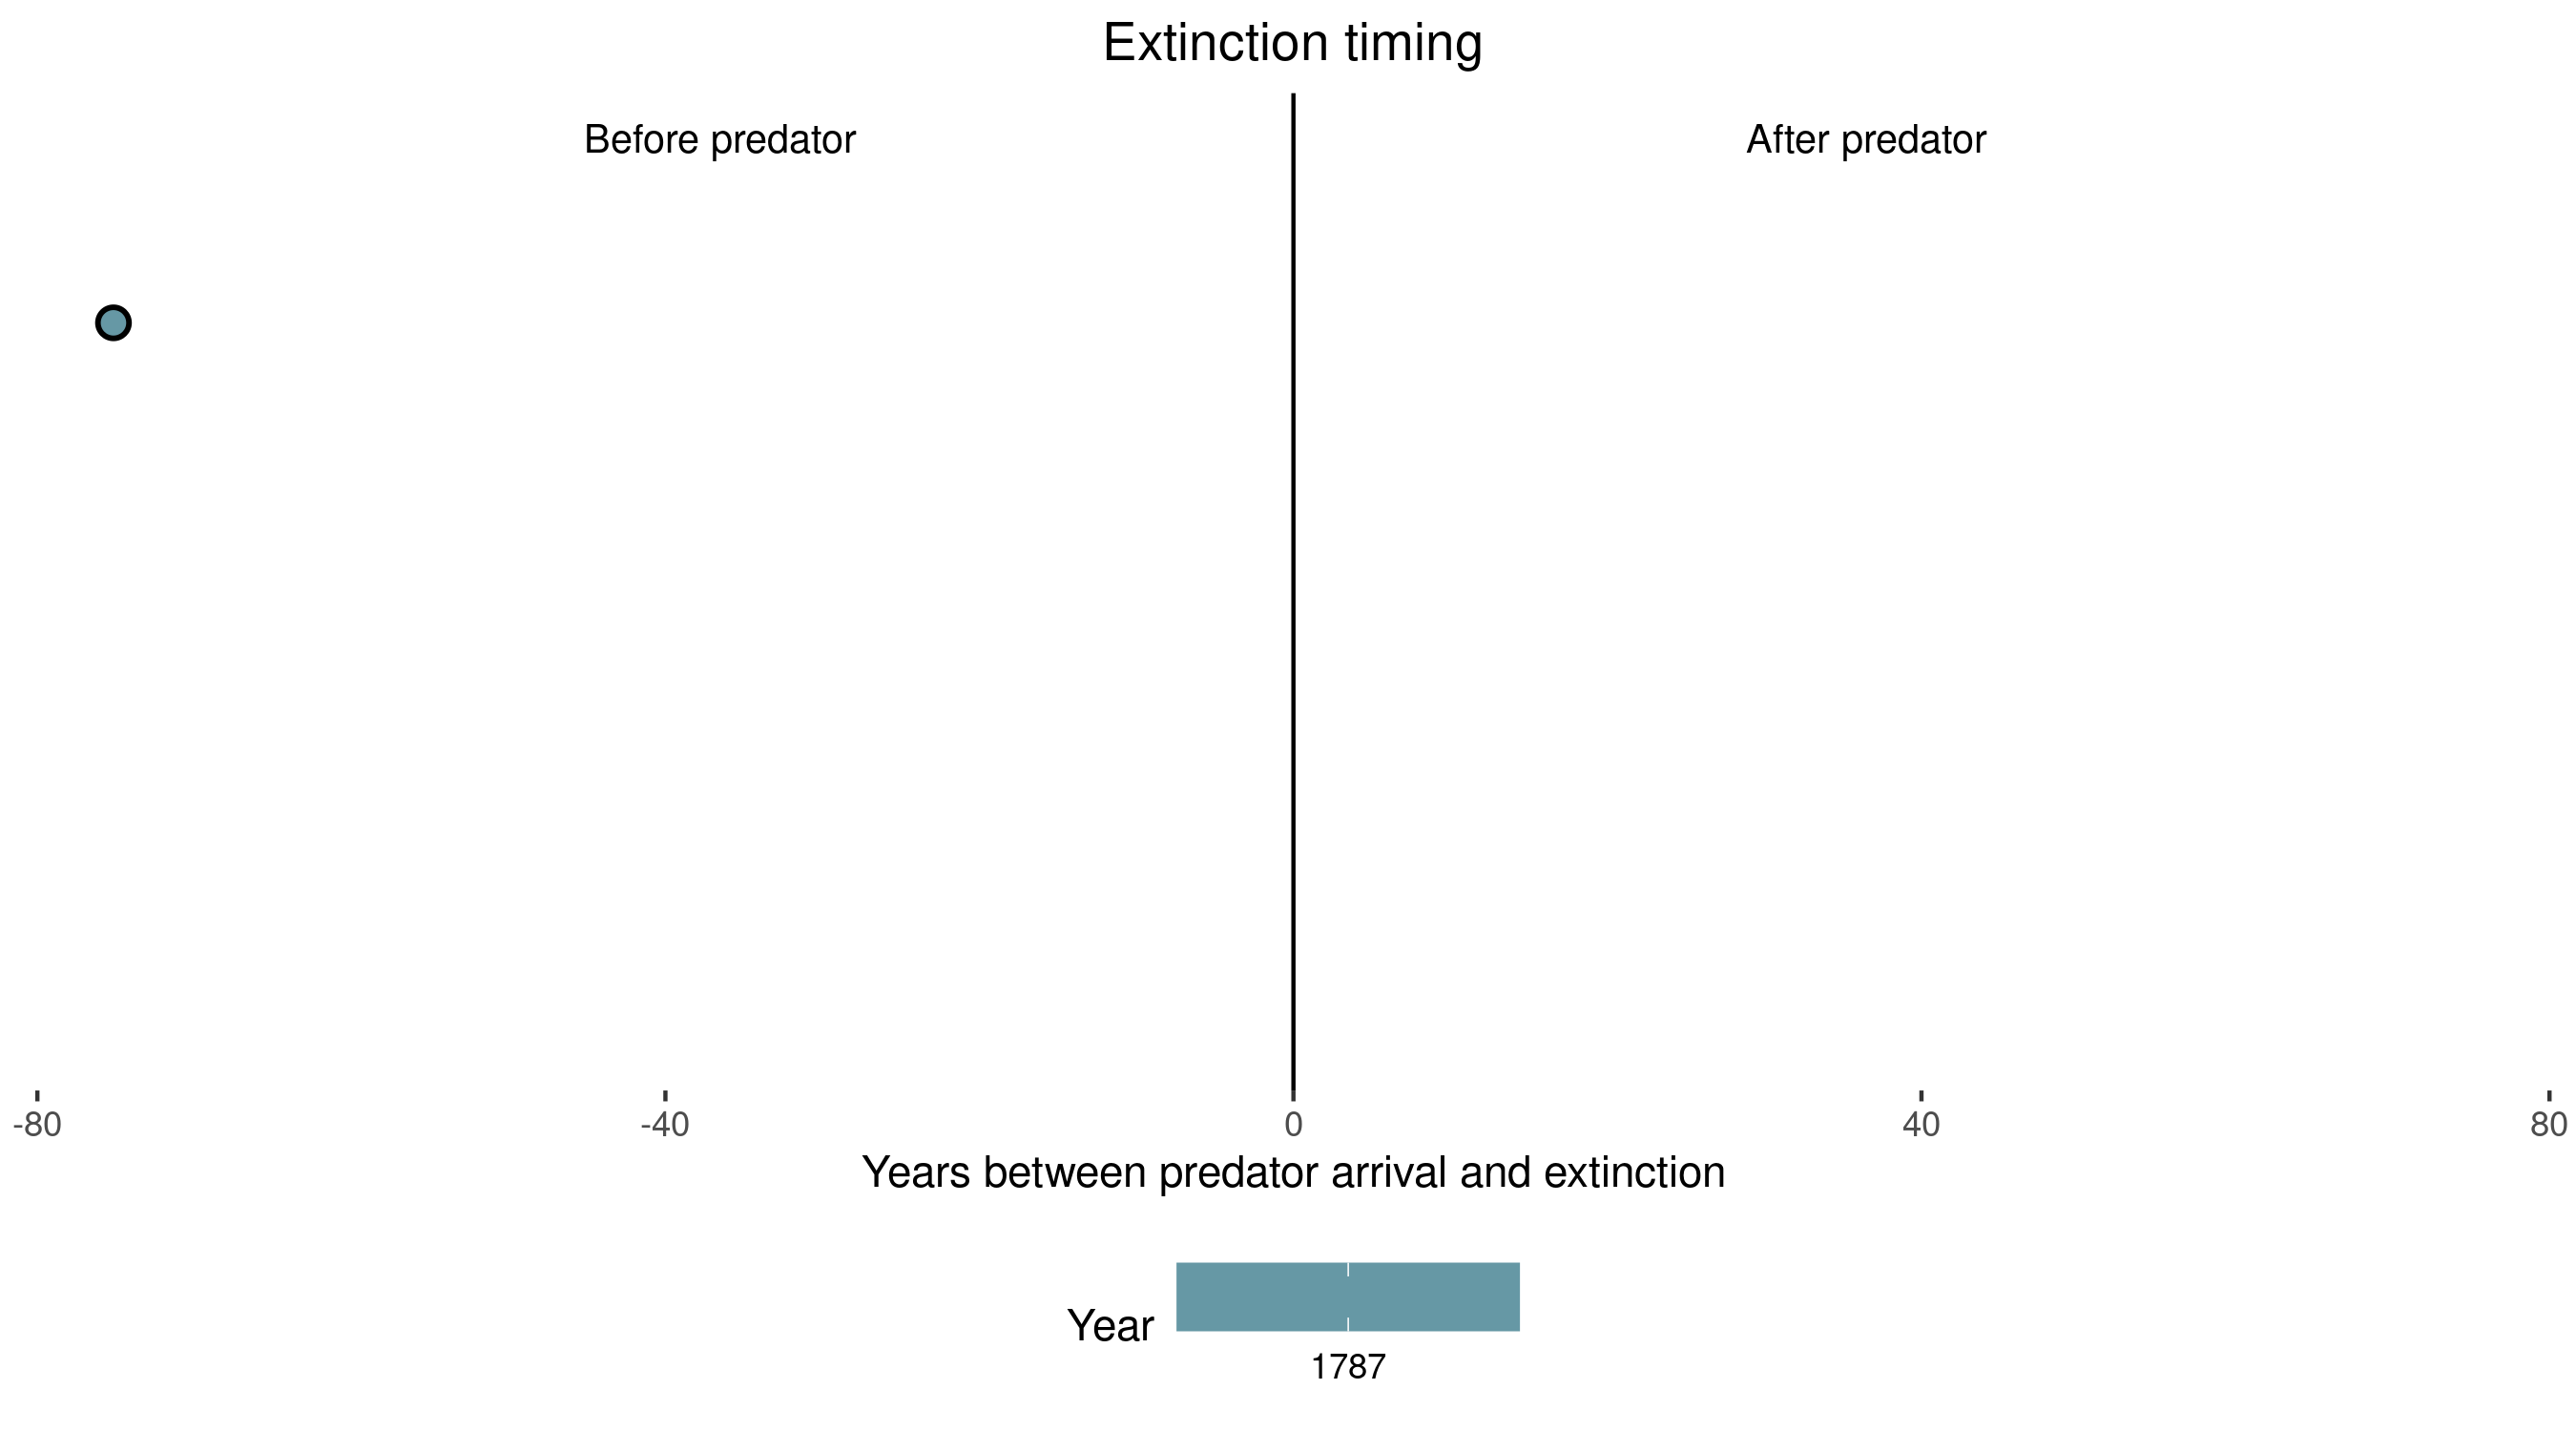 Extinction timing
Before predator
After predator
-80
-40
0
40
80
Years between predator arrival and extinction
Year
1787